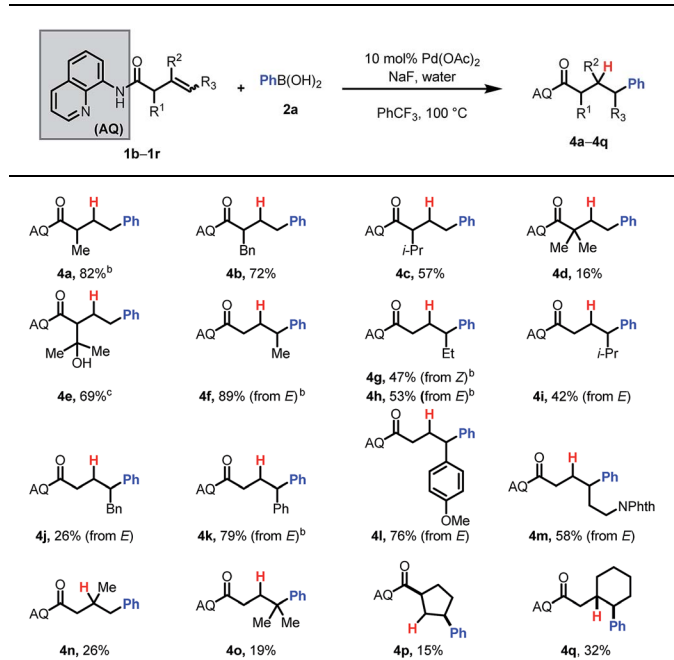 O R² R₃ N H N R¹ (AQ)
1b–1r
+
PhB(OH)₂
2a
10 mol% Pd(OAc)₂
NaF, water
PhCF₃, 100 °C
O R² H Ph AQ R¹ R₃
4a–4q
O H Ph AQ Me
4a, 82%ᵇ
O H Ph AQ Bn
4b, 72%
O H Ph AQ i-Pr
4c, 57%
O H Ph AQ Me Me
4d, 16%
O H Ph AQ Me Me OH
4e, 69%ᶜ
O H Ph AQ Me
4f, 89% (from E)ᵇ
O H Ph AQ Et
4g, 47% (from Z)ᵇ
4h, 53% (from E)ᵇ
O H Ph AQ i-Pr
4i, 42% (from E)
O H Ph AQ Bn
4j, 26% (from E)
O H Ph AQ Ph
4k, 79% (from E)ᵇ
O H Ph AQ OMe
4l, 76% (from E)
O H Ph AQ NPhth
4m, 58% (from E)
O H Me Ph AQ
4n, 26%
O H Ph AQ Me Me
4o, 19%
O AQ H Ph
4p, 15%
O AQ H Ph
4q, 32%